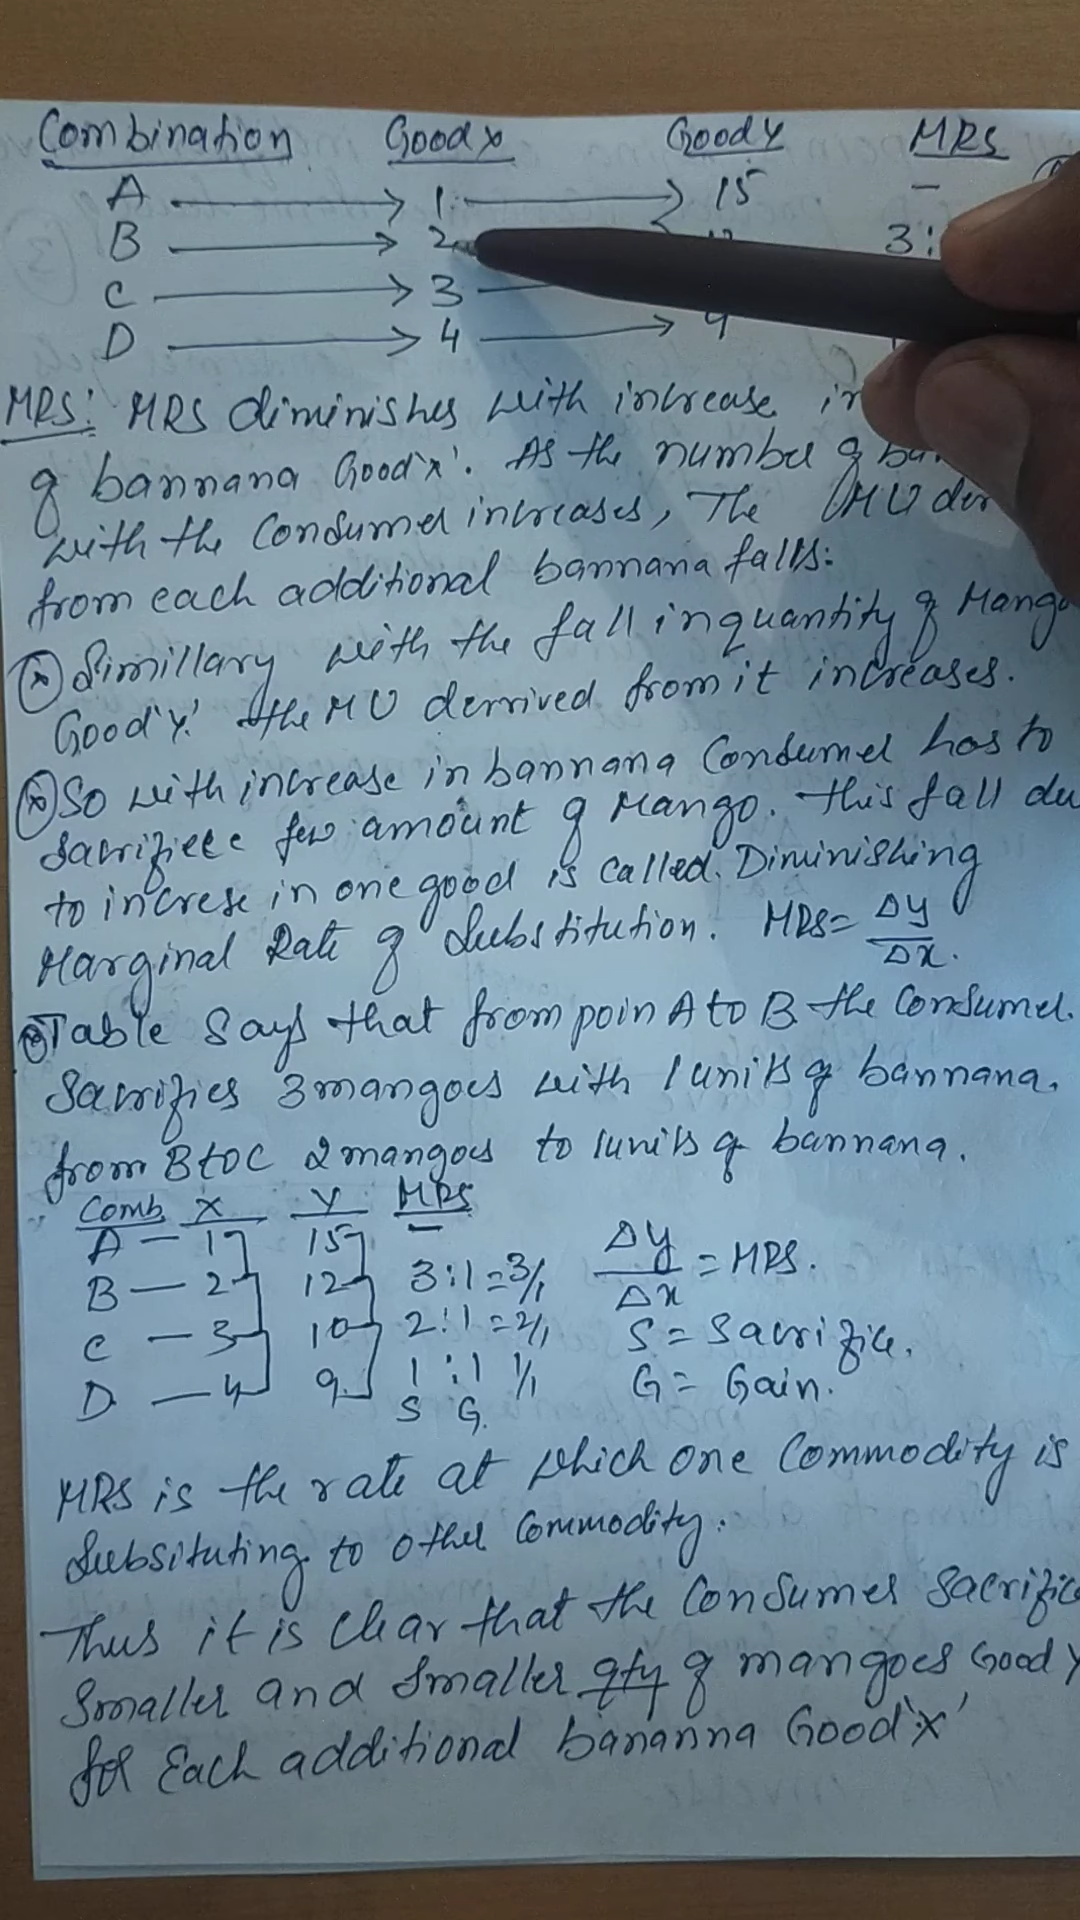 Combination Good x Good y MRS
A 1 15 -
B 2 3:
C 3
D 4 9
MRS: MRS diminishes with increase in
of bannana Good 'x'. As the number of
with the Consumer increases, The MU der
from each additional bannana falls:
Simillary with the fall in quantity of Mango
Good 'y' the MU derrived from it increases.
So with increase in bannana Consumer has to
few amount of Mango. this fall du
to increse in one good is called. Diminishing
Marginal Rate of Substitution. MRS= Δy
Δx.
Table Says that from poin A to B the Consumer.
Sacrifies 3 mangoes with 1 units of bannana.
from B to C 2 mangoes to 1 units of bannana.
Comb X Y MRS
A - 1 15 -
B - 2 12 3:1 = 3/1
C - 3 10 2:1 = 2/1
D - 4 9 1:1 1/1
S G.
Δy = MRS.
Δx
S = Sacrifice.
G = Gain.
MRS is the rate at which one Commodity is
Subsituting to other Commodity.
Thus it is Clear that the Consumer Sacrifice
Smaller and Smaller qty of mangoes Good y
for Each additional bananna Good 'x'